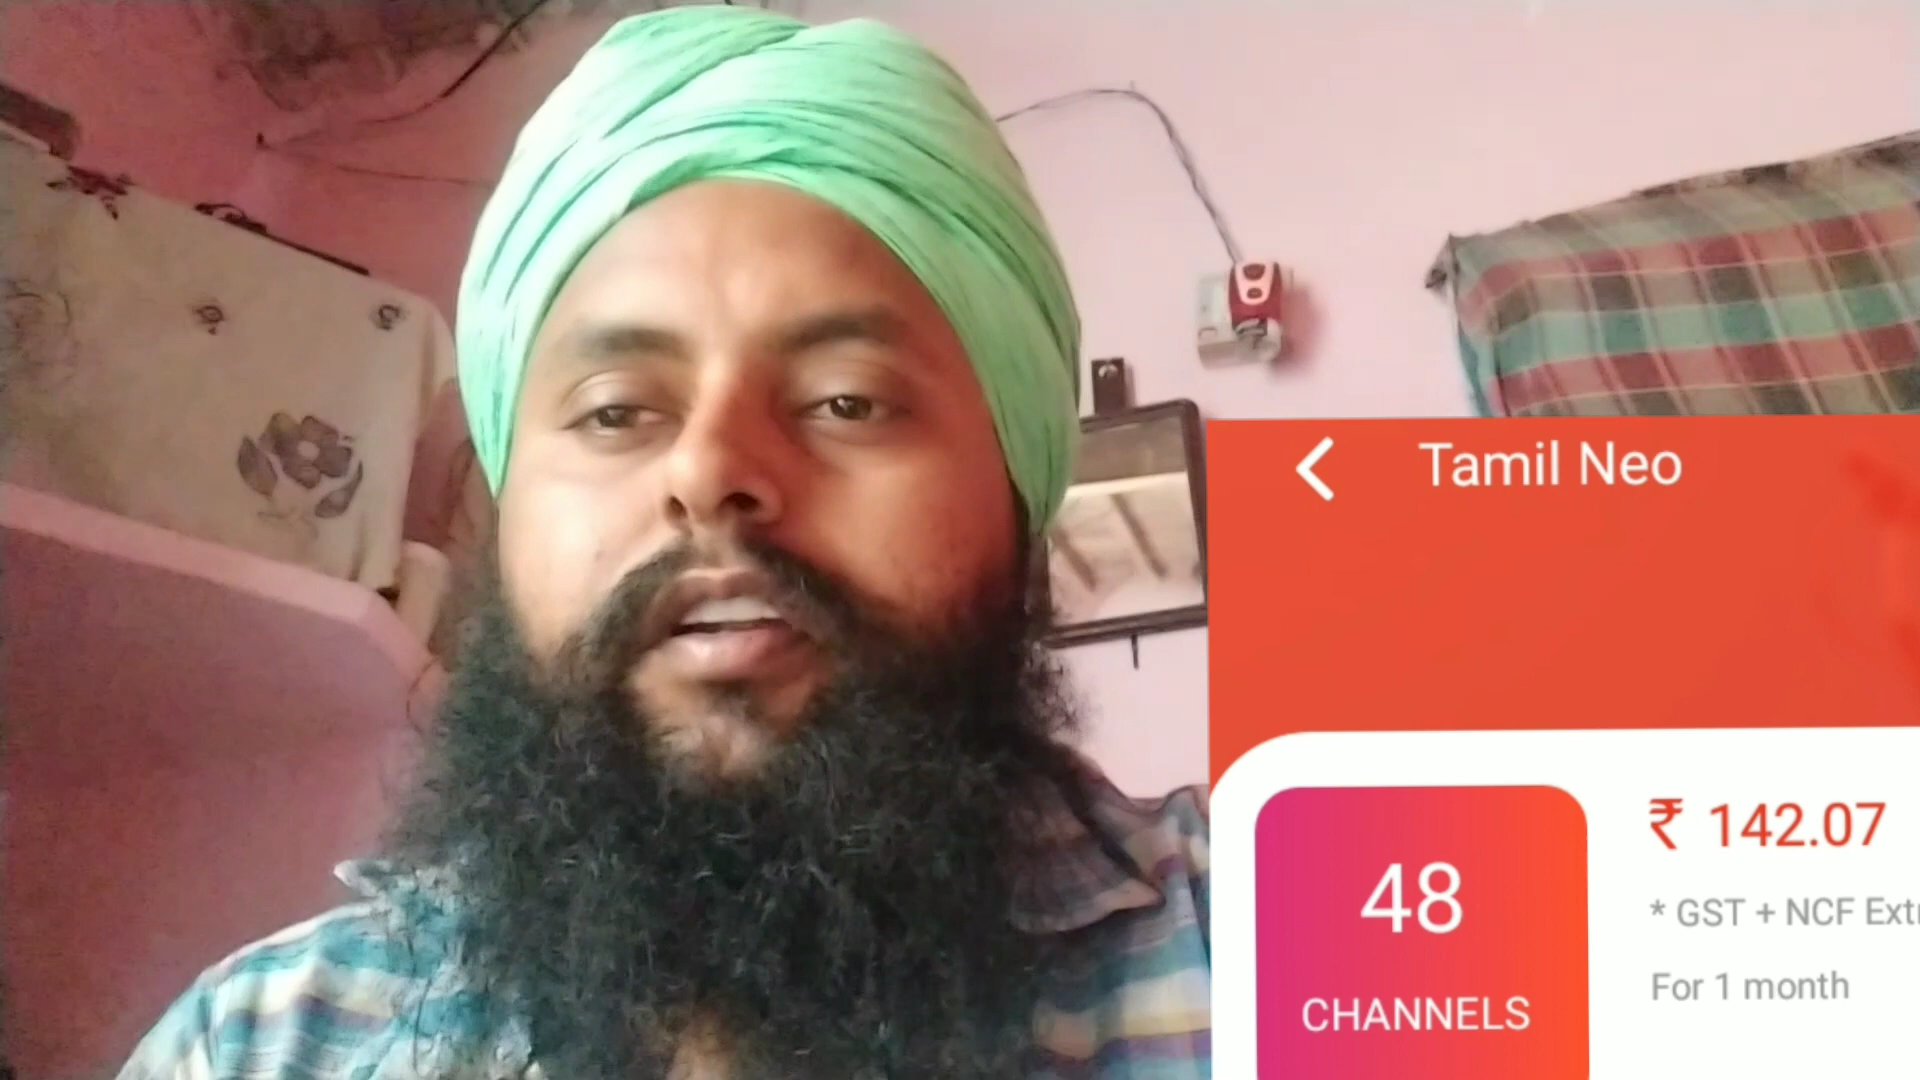 Tamil Neo
₹ 142.07
* GST + NCF
For 1 month
48
CHANNELS